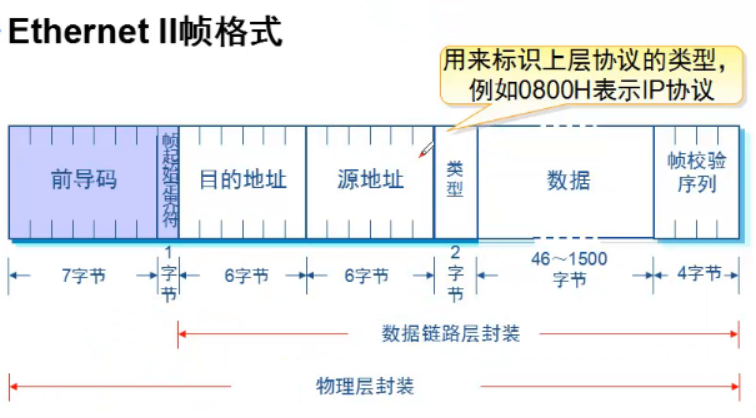 Ethernet II帧格式
用来标识上层协议的类型，
例如0800H表示IP协议
前导码
帧起始定界符
目的地址
源地址
类型
数据
帧校验
序列
7字节
1字节
6字节
6字节
2字节
46～1500
字节
4字节
数据链路层封装
物理层封装